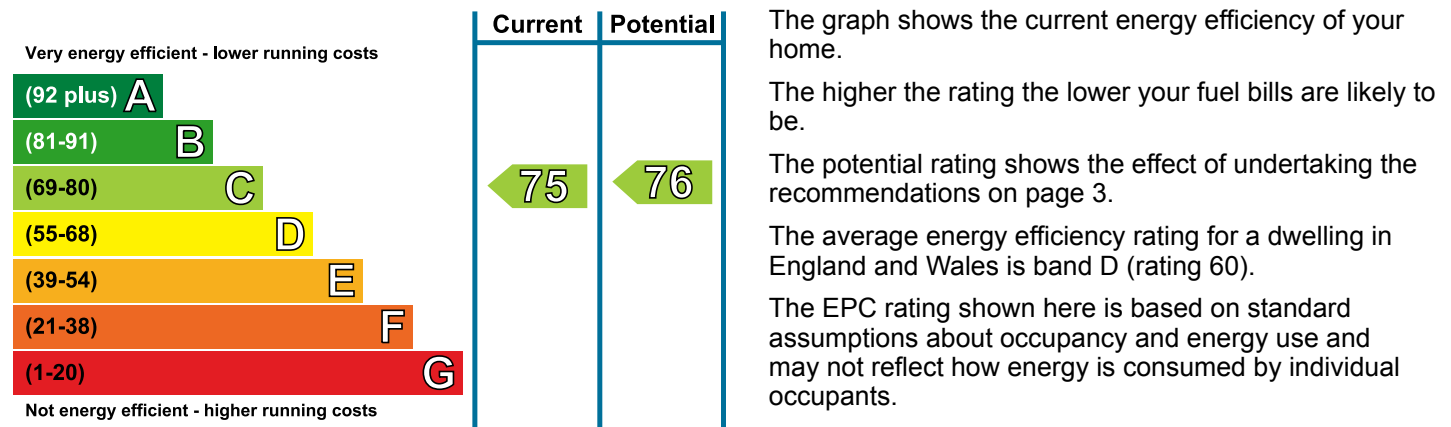 Current Potential
Very energy efficient - lower running costs
(92 plus) A
(81-91) B
(69-80) C
75 76
(55-68) D
(39-54) E
(21-38) F
(1-20) G
Not energy efficient - higher running costs
The graph shows the current energy efficiency of your
home.
The higher the rating the lower your fuel bills are likely to
be.
The potential rating shows the effect of undertaking the
recommendations on page 3.
The average energy efficiency rating for a dwelling in
England and Wales is band D (rating 60).
The EPC rating shown here is based on standard
assumptions about occupancy and energy use and
may not reflect how energy is consumed by individual
occupants.